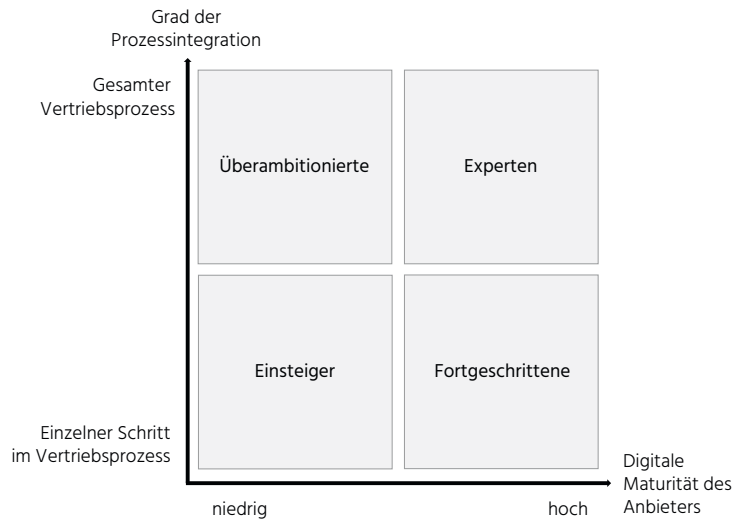 Grad der
Prozessintegration
Gesamter
Vertriebsprozess
Überambitionierte
Experten
Einsteiger
Fortgeschrittene
Einzelner Schritt
im Vertriebsprozess
niedrig
hoch
Digitale
Maturität des
Anbieters